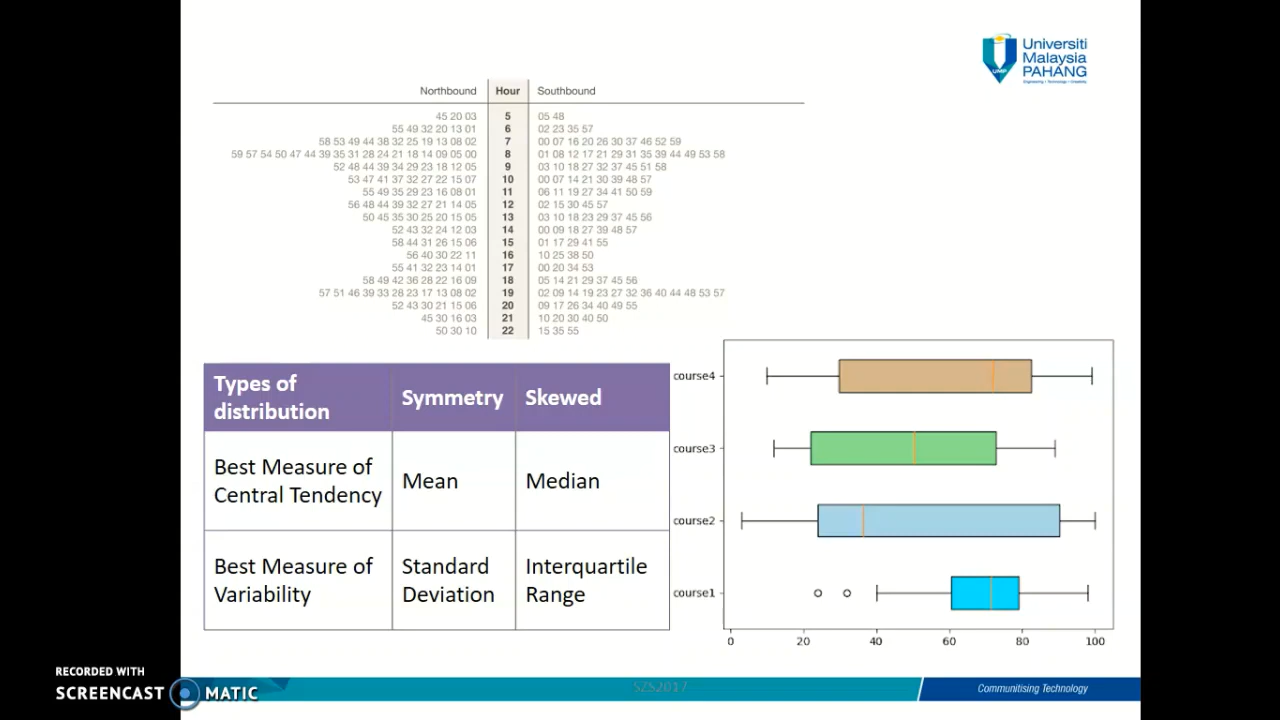 Universiti
Malaysia
PAHANG
Engineering • Technology • Creativity
UMP
Northbound Hour Southbound
45 20 03 5 05 48
55 49 32 20 13 01 6 02 23 35 57
58 53 49 44 38 32 25 19 13 08 02 7 00 07 16 20 26 30 37 46 52 59
59 57 54 50 47 44 39 35 31 28 24 21 18 14 09 05 00 8 01 08 12 17 21 29 31 35 39 44 49 53 58
52 48 44 39 34 29 23 18 12 05 9 03 10 18 27 32 37 45 51 58
53 47 41 37 32 27 22 15 07 10 00 07 14 21 30 39 48 57
55 49 35 29 23 16 08 01 11 06 11 19 27 34 41 50 59
56 48 44 39 32 27 21 14 05 12 02 15 30 45 57
50 45 35 30 25 20 15 05 13 03 10 18 23 29 37 45 56
52 43 32 24 12 03 14 00 09 18 27 39 48 57
58 44 31 26 15 06 15 01 17 29 41 55
56 40 30 22 11 16 10 25 38 50
55 41 32 23 14 01 17 00 20 34 53
58 49 42 36 28 22 16 09 18 05 14 21 29 37 45 56
57 51 46 39 33 28 23 17 13 08 02 19 02 09 14 19 23 27 32 36 40 44 48 53 57
52 43 30 21 15 06 20 09 17 26 34 40 49 55
45 30 16 03 21 10 20 30 40 50
50 30 10 22 15 35 55
Types of
distribution
Symmetry
Skewed
Best Measure of
Central Tendency
Mean
Median
Best Measure of
Variability
Standard
Deviation
Interquartile
Range
course4
course3
course2
course1
0 20 40 60 80 100
RECORDED WITH
SCREENCAST MATIC
SZS2017
Communitising Technology